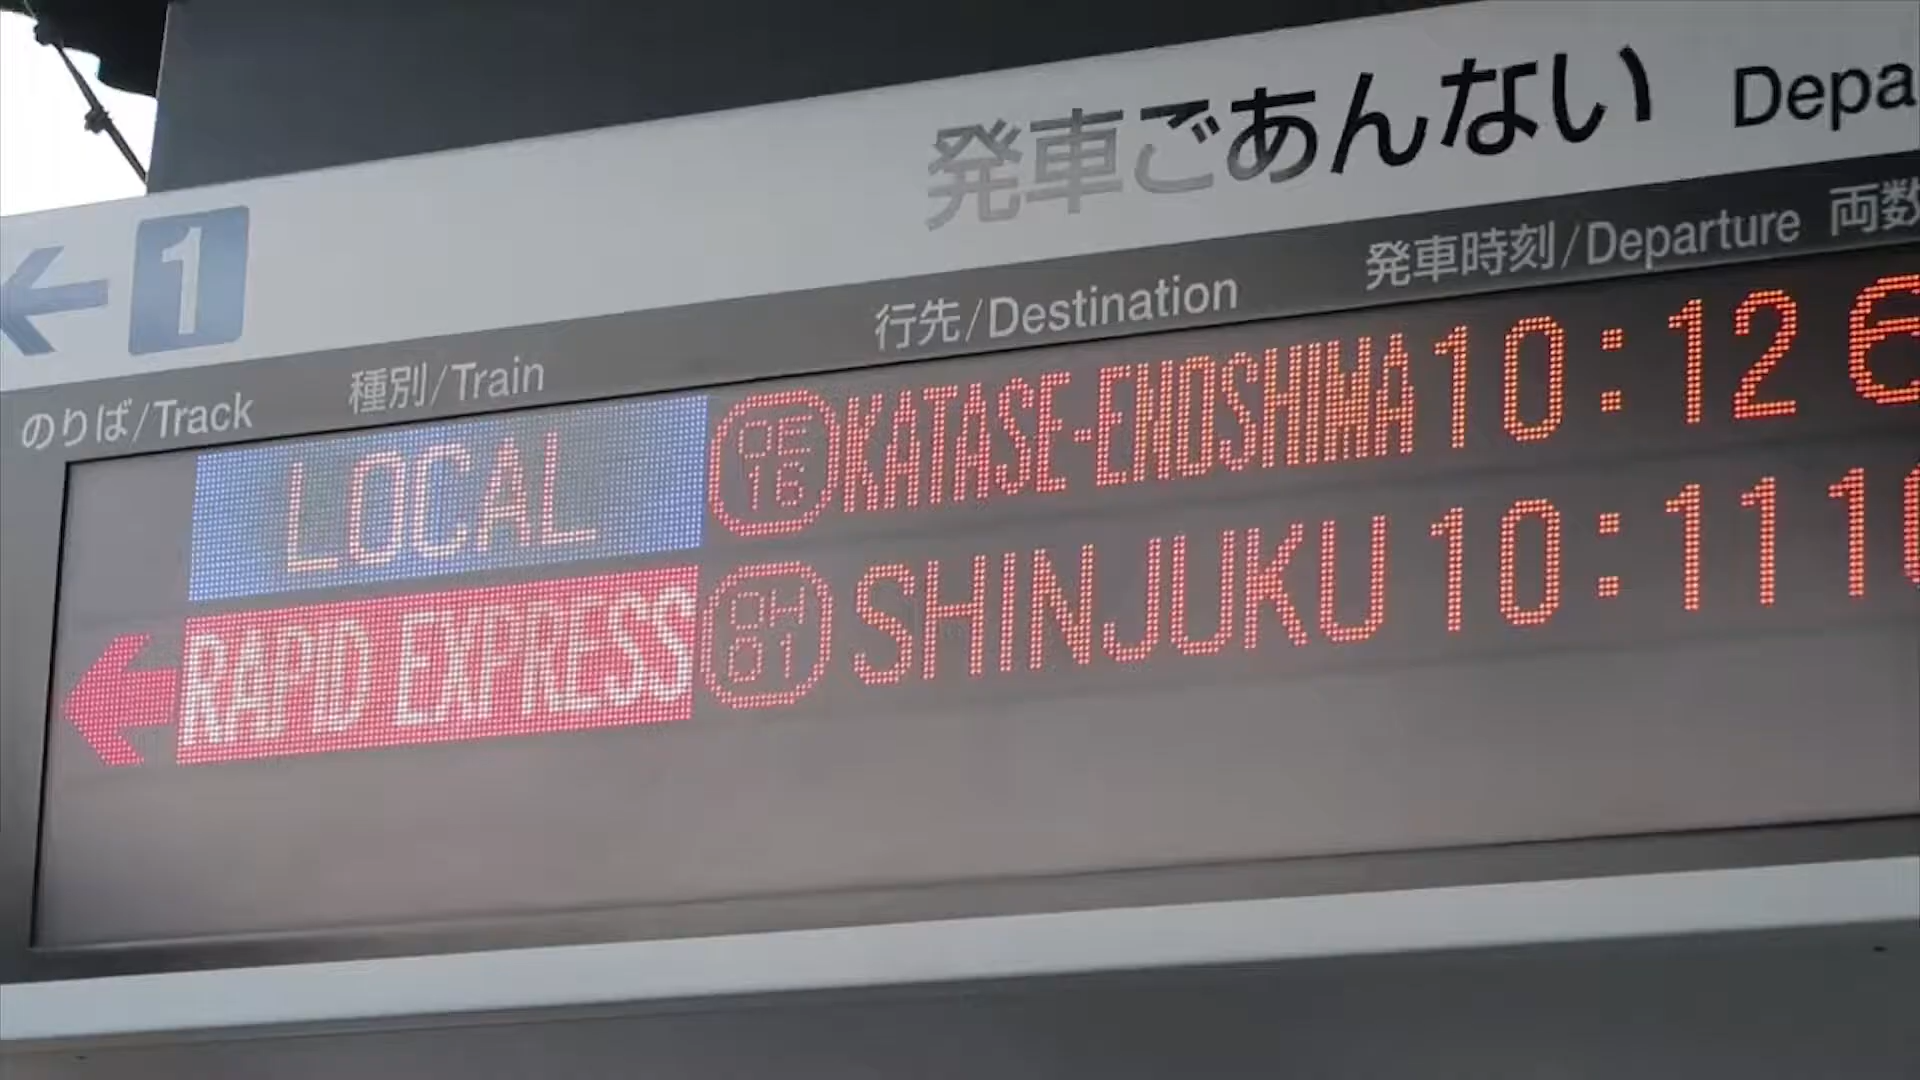 ← 1 発車ごあんない Depa
のりば/Track 種別/Train 行先/Destination 発車時刻/Departure 両数
LOCAL OE 16 KATASE-ENOSHIMA 10:12 6
← RAPID EXPRESS OH 01 SHINJUKU 10:11 10